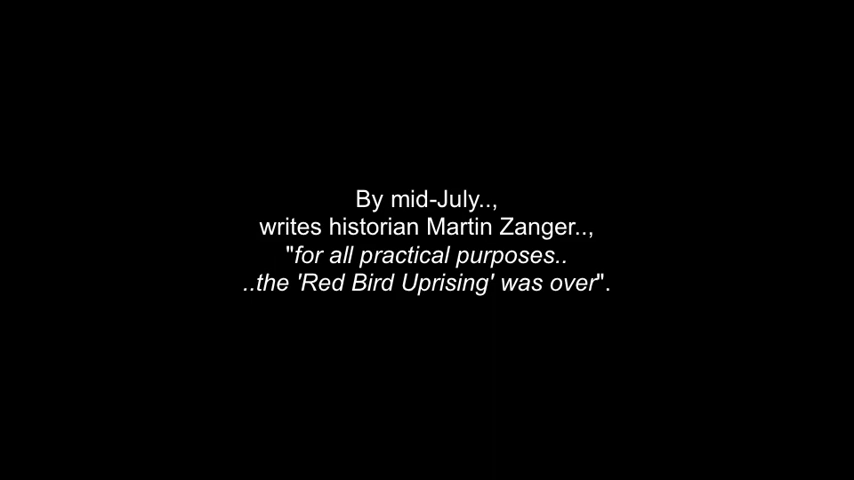 By mid-July..,
writes historian Martin Zanger..,
"for all practical purposes..
..the 'Red Bird Uprising' was over".